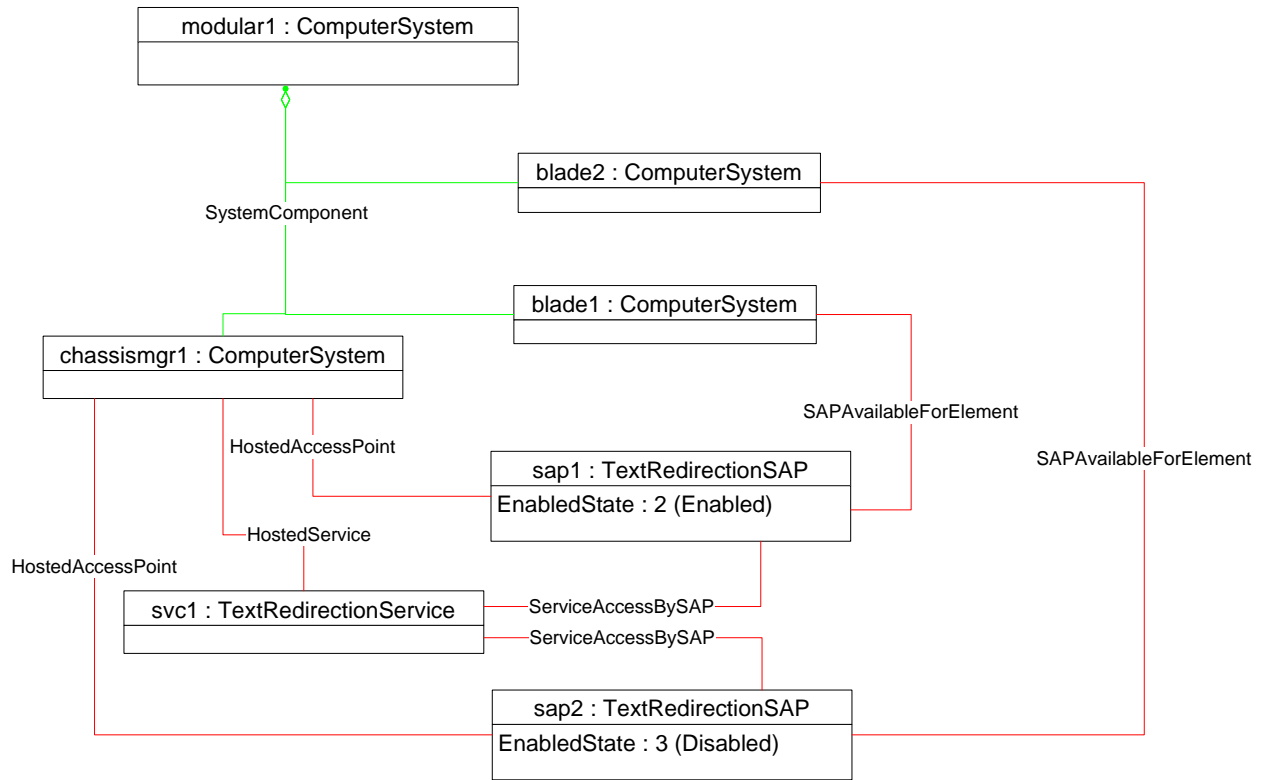 modular1 : ComputerSystem
blade2 : ComputerSystem
SystemComponent
blade1 : ComputerSystem
chassismgr1 : ComputerSystem
SAPAvailableForElement
HostedAccessPoint
SAPAvailableForElement
sap1 : TextRedirectionSAP
EnabledState : 2 (Enabled)
HostedService
HostedAccessPoint
svc1 : TextRedirectionService
ServiceAccessBySAP
ServiceAccessBySAP
sap2 : TextRedirectionSAP
EnabledState : 3 (Disabled)